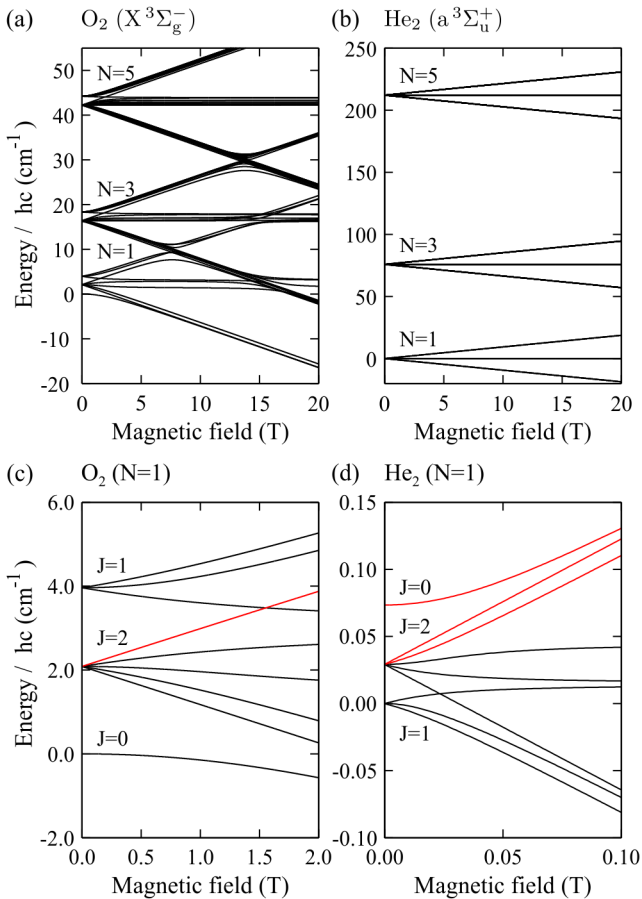 (a) O₂ (X ³Σg⁻)
Energy / hc (cm⁻¹)
50
40
30
20
10
0
-10
-20
N=5
N=3
N=1
0 5 10 15 20
Magnetic field (T)
(b) He₂ (a ³Σu⁺)
250
200
150
100
50
0
N=5
N=3
N=1
0 5 10 15 20
Magnetic field (T)
(c) O₂ (N=1)
Energy / hc (cm⁻¹)
6.0
4.0
2.0
0.0
-2.0
J=1
J=2
J=0
0.0 0.5 1.0 1.5 2.0
Magnetic field (T)
(d) He₂ (N=1)
0.15
0.10
0.05
0.00
-0.05
-0.10
J=0
J=2
J=1
0.00 0.05 0.10
Magnetic field (T)